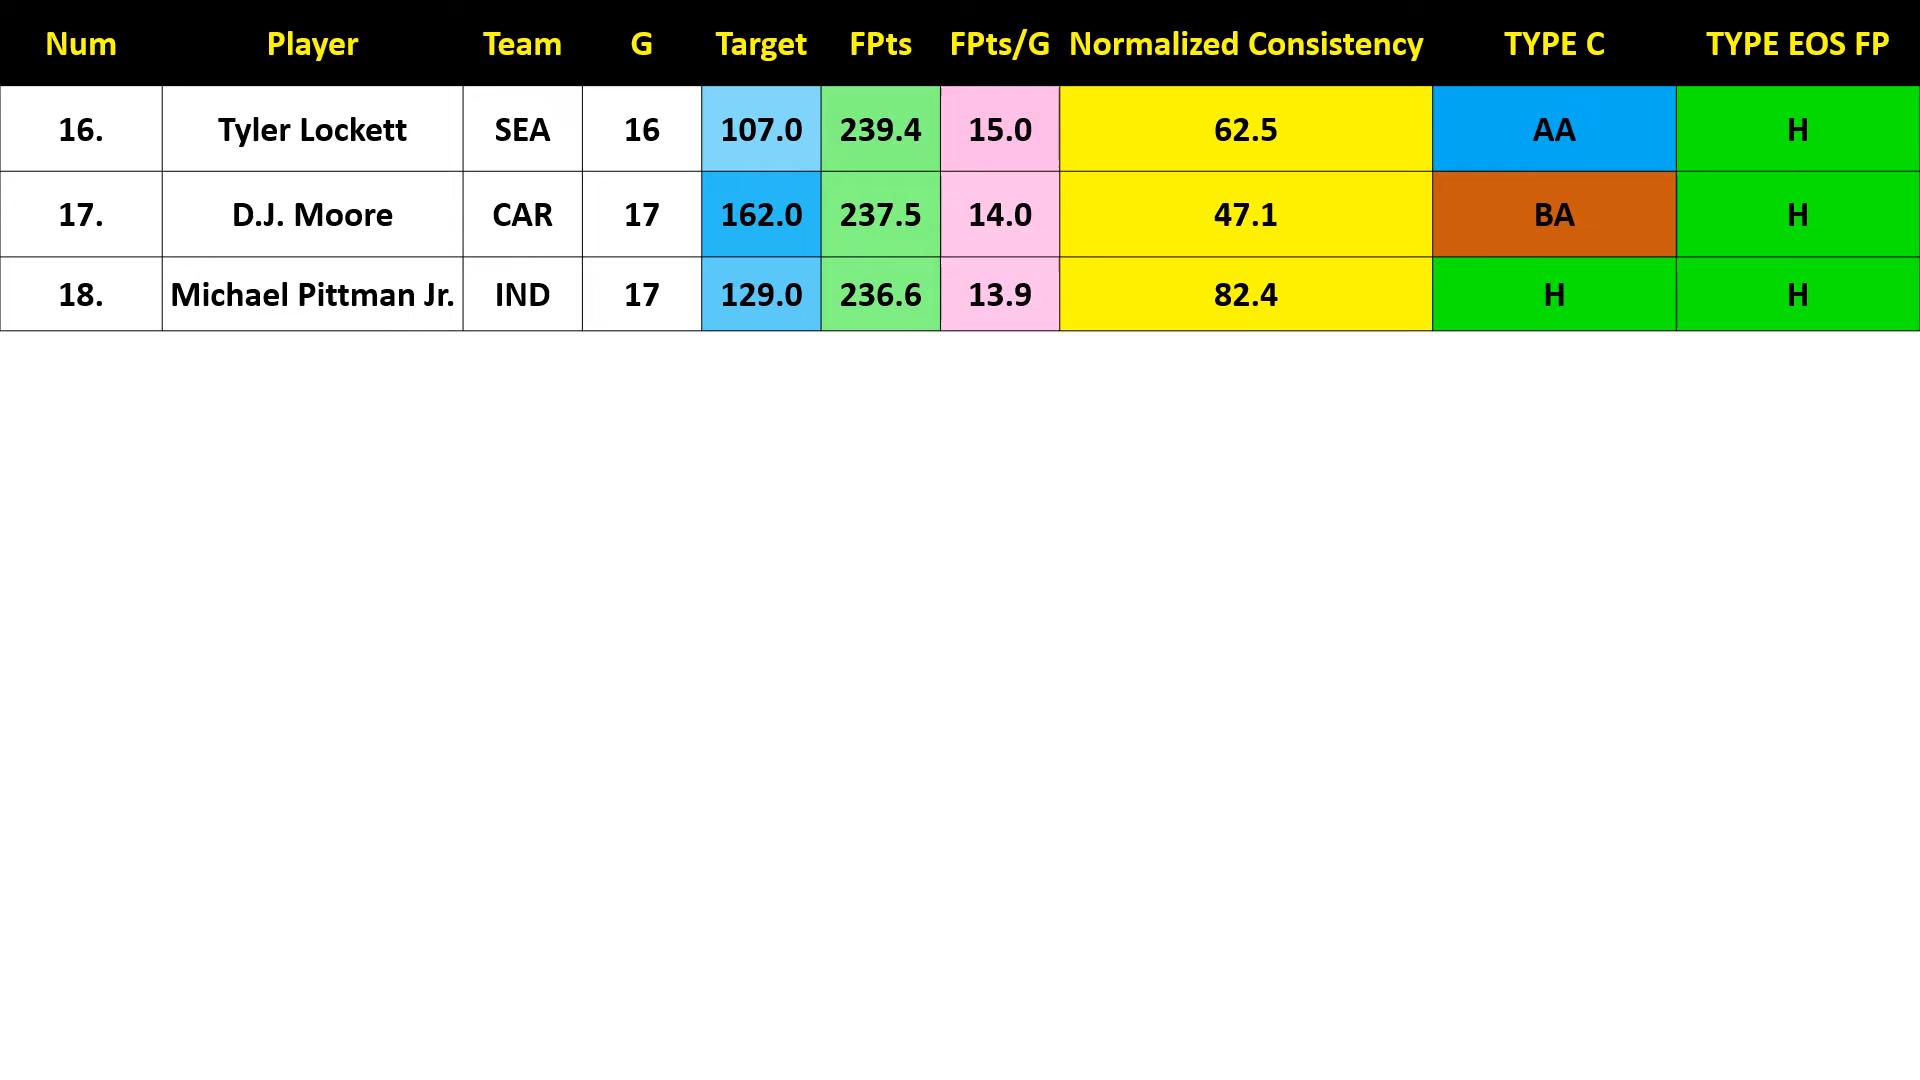 Num Player Team G Target FPts FPts/G Normalized Consistency TYPE C TYPE EOS FP
16. Tyler Lockett SEA 16 107.0 239.4 15.0 62.5 AA H
17. D.J. Moore CAR 17 162.0 237.5 14.0 47.1 BA H
18. Michael Pittman Jr. IND 17 129.0 236.6 13.9 82.4 H H